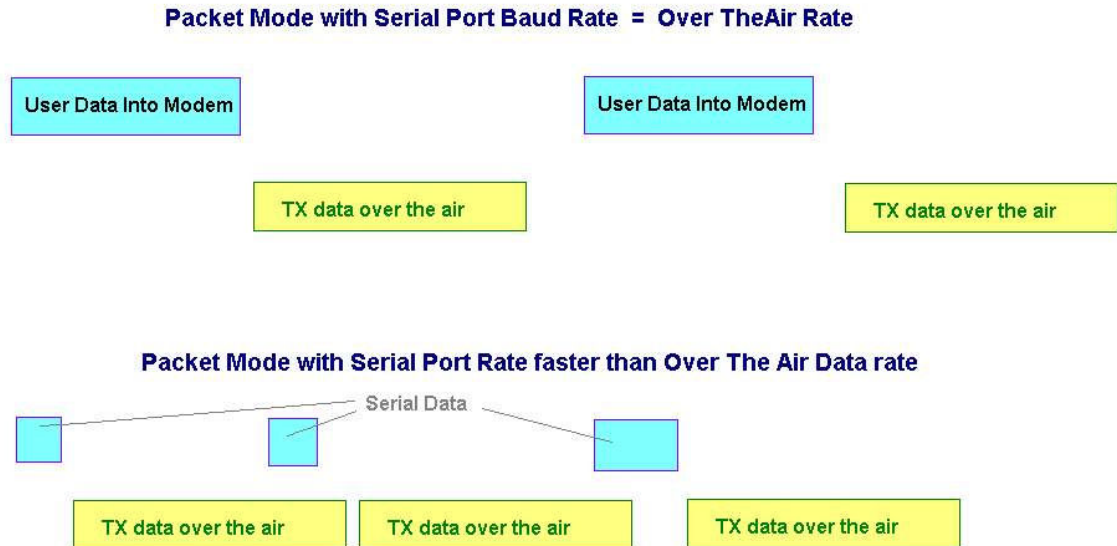 Packet Mode with Serial Port Baud Rate = Over TheAir Rate
User Data Into Modem
User Data Into Modem
TX data over the air
TX data over the air
Packet Mode with Serial Port Rate faster than Over The Air Data rate
Serial Data
TX data over the air
TX data over the air
TX data over the air